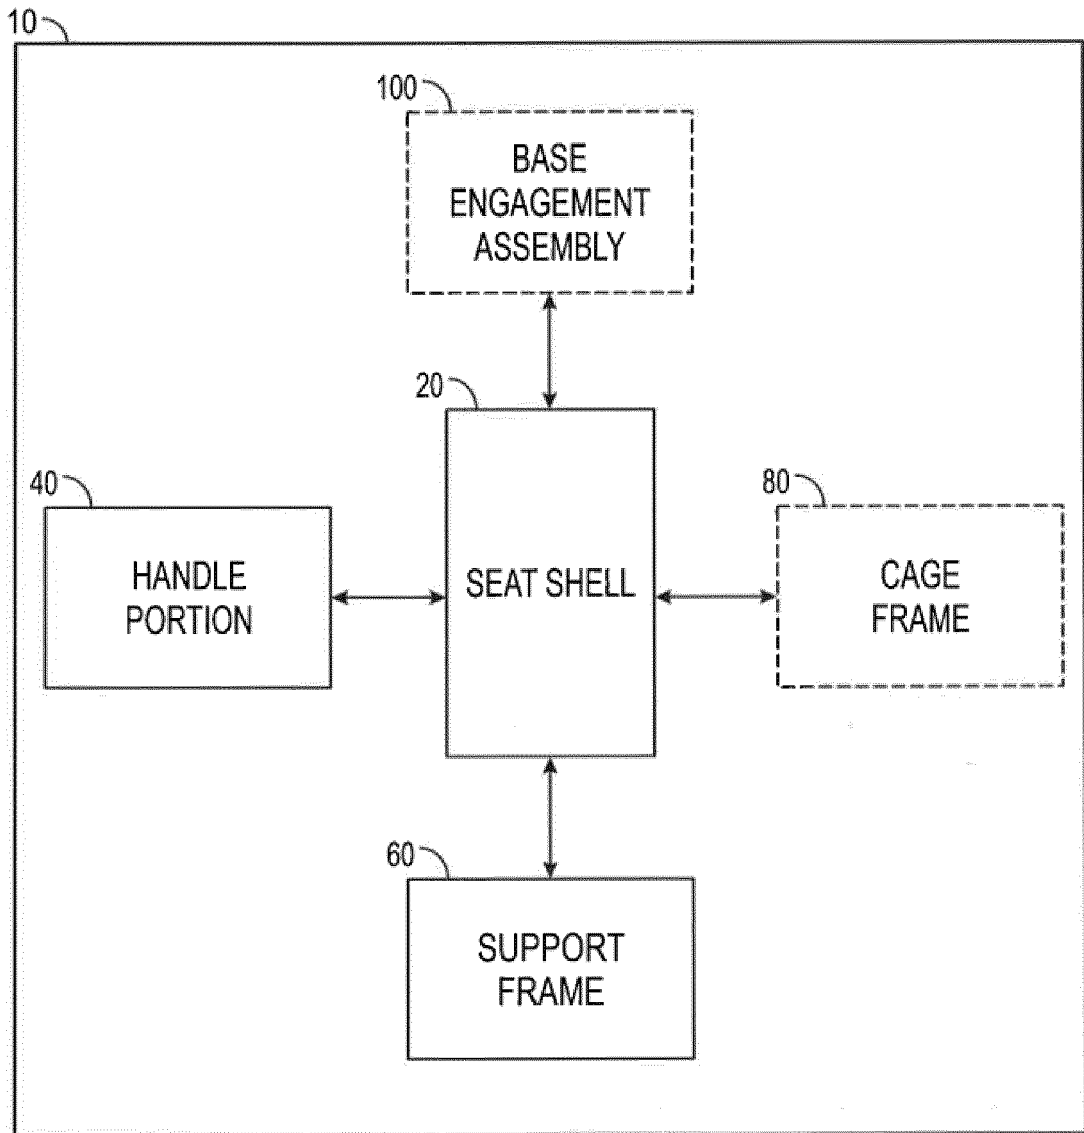 10
100
BASE
ENGAGEMENT
ASSEMBLY
20
40
80
HANDLE
PORTION
SEAT SHELL
CAGE
FRAME
60
SUPPORT
FRAME